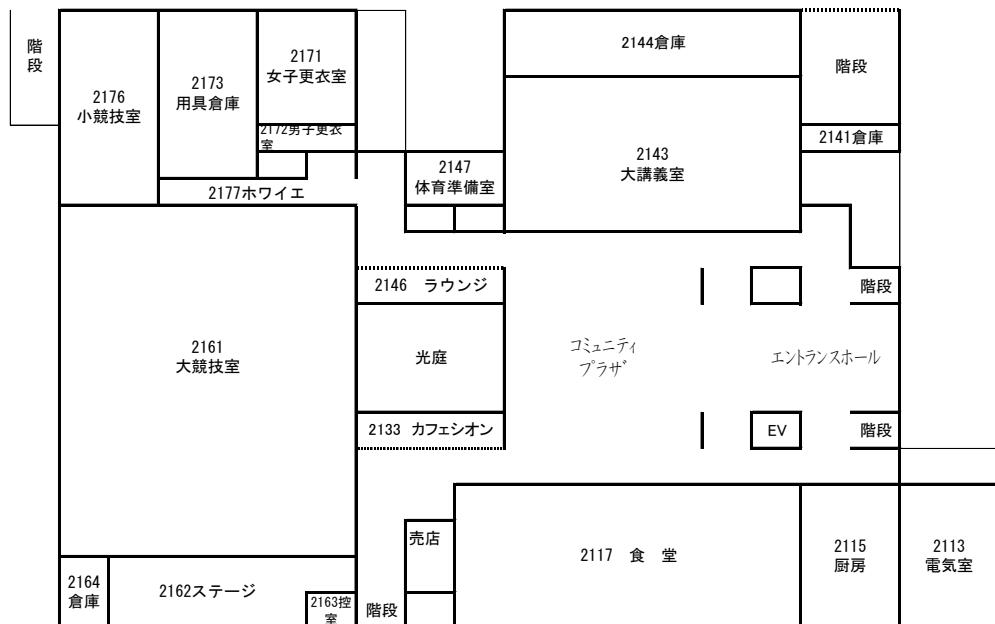 階
段
2176
小競技室
2173
用具倉庫
2171
女子更衣室
2172男子更衣
室
2177ホワイエ
2147
体育準備室
2144倉庫
2143
大講義室
階段
2141倉庫
2161
大競技室
2146 ラウンジ
光庭
2133 カフェシオン
コミュニティ
プラザ
エントランスホール
階段
EV
階段
2164
倉庫
2162ステージ
2163控
室
階段
売店
2117 食 堂
2115
厨房
2113
電気室